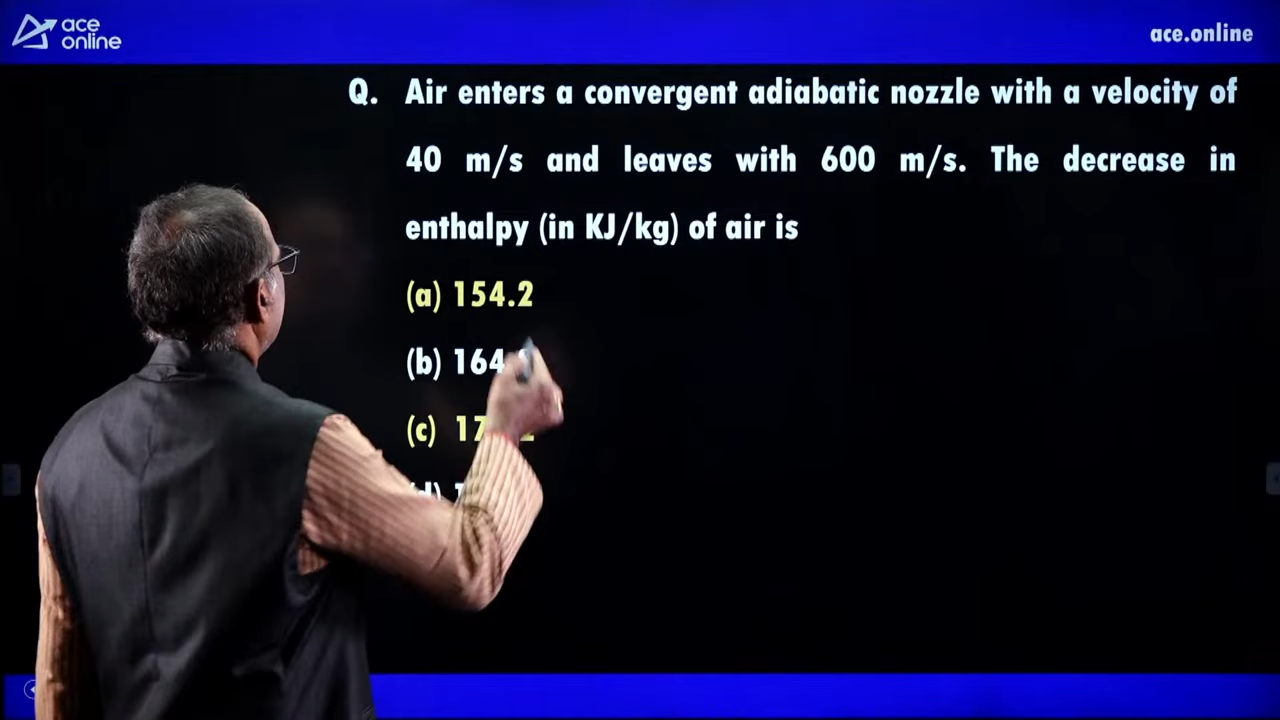 ace
online
ace.online
Q. Air enters a convergent adiabatic nozzle with a velocity of
40 m/s and leaves with 600 m/s. The decrease in
enthalpy (in KJ/kg) of air is
(a) 154.2
(b)
(c)
(d)